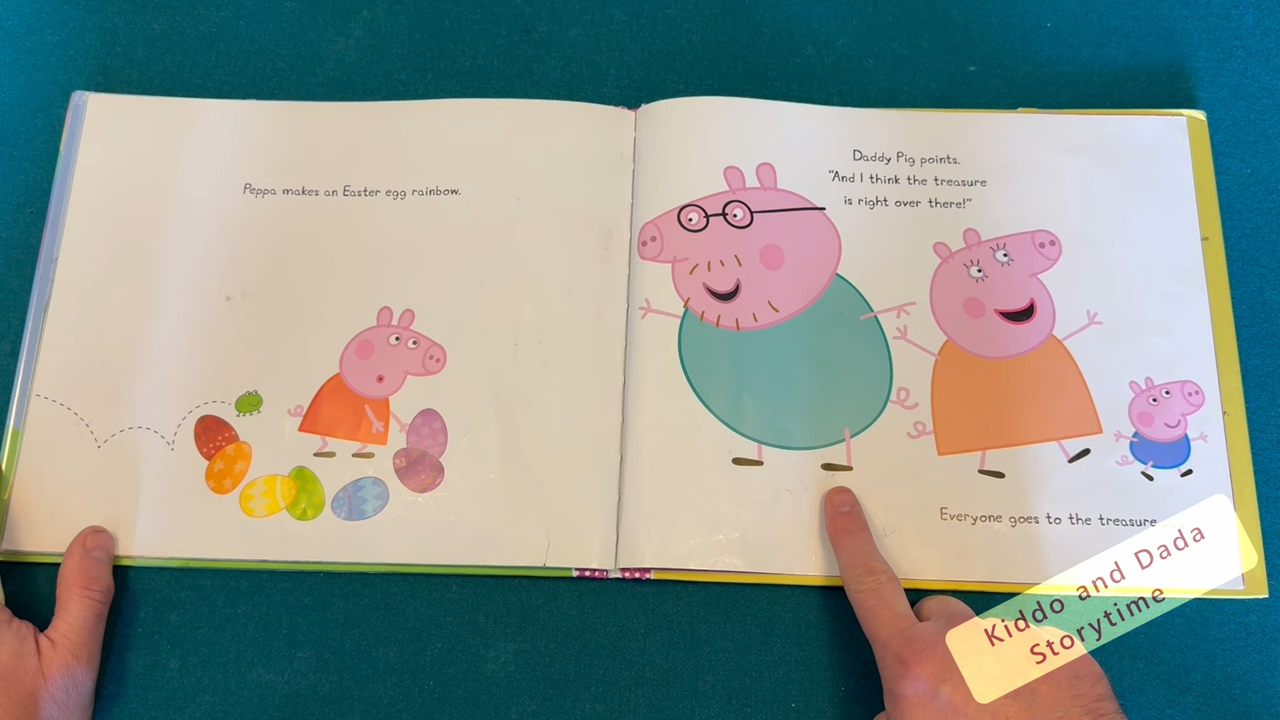 Peppa makes an Easter egg rainbow.
Daddy Pig points.
"And I think the treasure
is right over there!"
Everyone goes to the treasure
Kiddo and Dada
Storytime